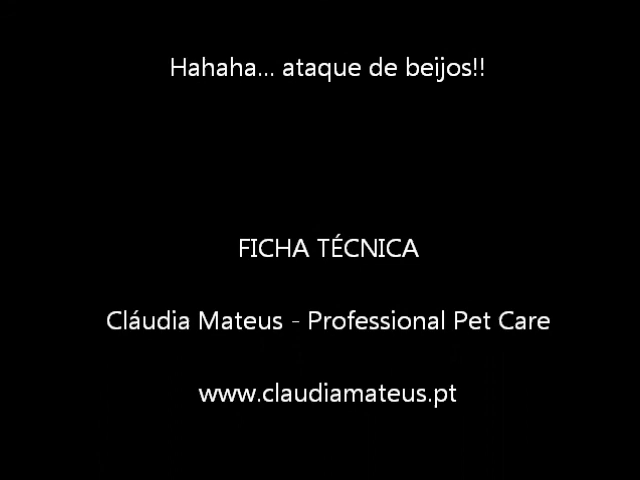 Hahaha... ataque de beijos!!
FICHA TÉCNICA
Cláudia Mateus - Professional Pet Care
www.claudiamateus.pt